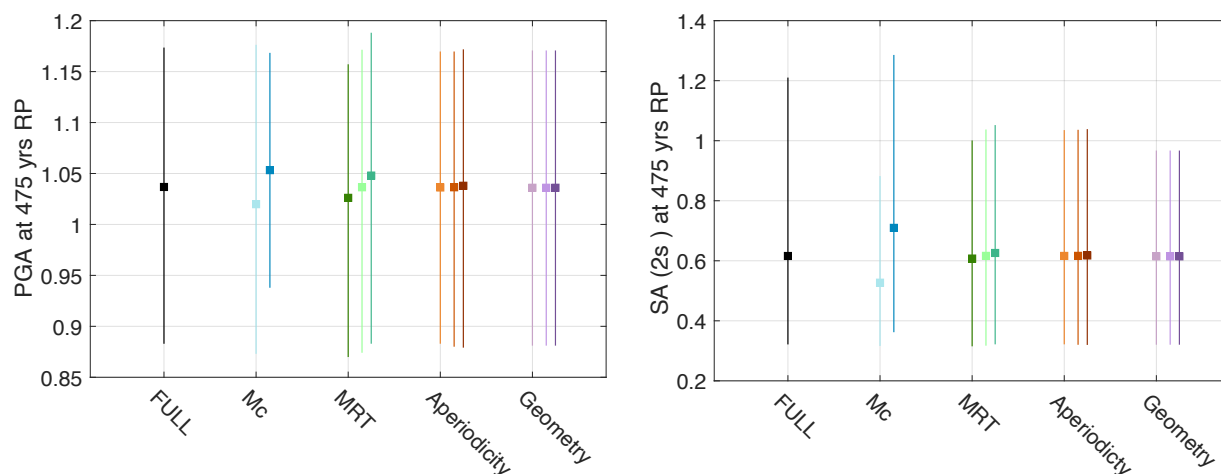 PGA at 475 yrs RP
1.2
1.15
1.1
1.05
1
0.95
0.9
0.85
FULL
Mc
MRT
Aperiodicity
Geometry
SA (2s ) at 475 yrs RP
1.4
1.2
1
0.8
0.6
0.4
0.2
FULL
Mc
MRT
Aperiodicty
Geometry